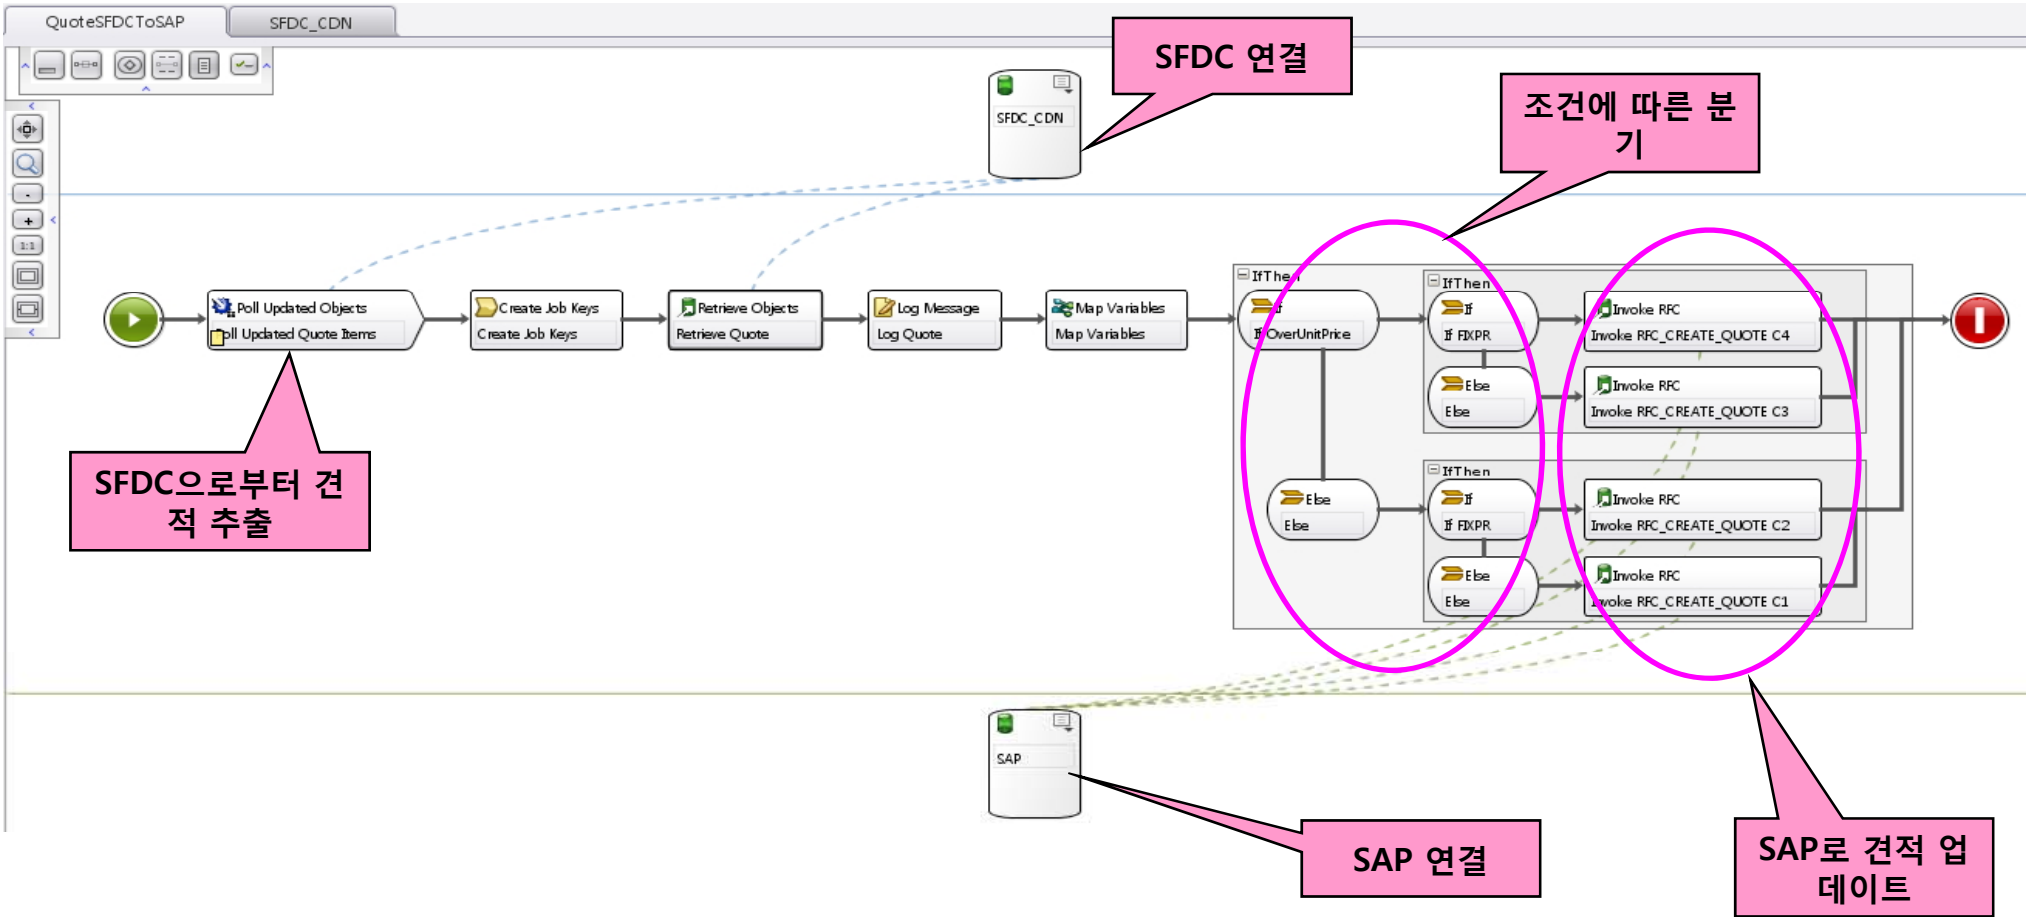 QuoteSFDCToSAP
SFDC_CDN
SFDC 연결
SFDC_CDN
조건에 따른 분
기
-
+
1:1
Poll Updated Objects
Poll Updated Quote Items
Create Job Keys
Create Job Keys
Retrieve Objects
Retrieve Quote
Log Message
Log Quote
Map Variables
Map Variables
IfThen
If
If OverUnitPrice
Else
Else
IfThen
If
If FIXPR
Else
Else
Invoke RFC
Invoke RFC_CREATE_QUOTE C4
Invoke RFC
Invoke RFC_CREATE_QUOTE C3
IfThen
If
If FIXPR
Else
Else
Invoke RFC
Invoke RFC_CREATE_QUOTE C2
Invoke RFC
Invoke RFC_CREATE_QUOTE C1
SFDC으로부터 견
적 추출
SAP
SAP 연결
SAP로 견적 업
데이트